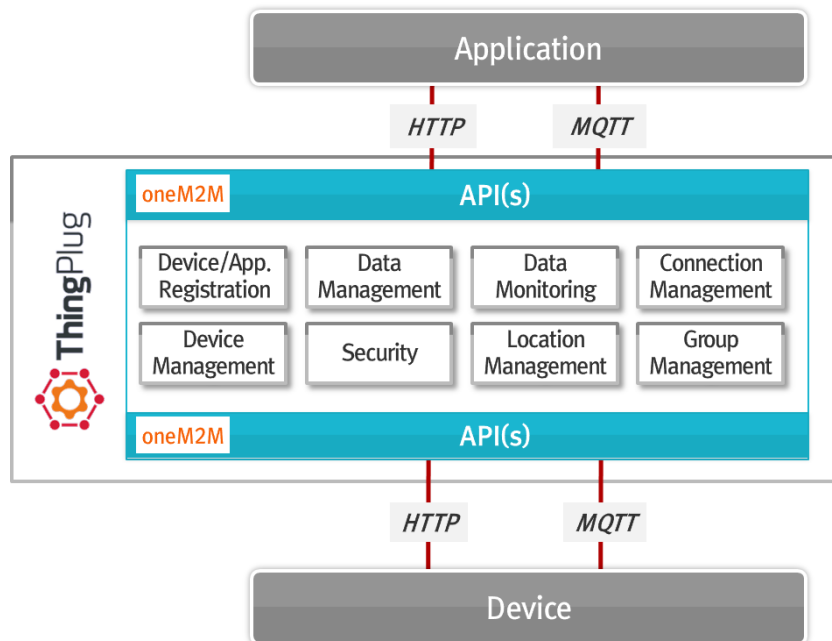 Application
HTTP
MQTT
ThingPlug
oneM2M
API(s)
Device/App.
Registration
Data
Management
Data
Monitoring
Connection
Management
Device
Management
Security
Location
Management
Group
Management
oneM2M
API(s)
HTTP
MQTT
Device